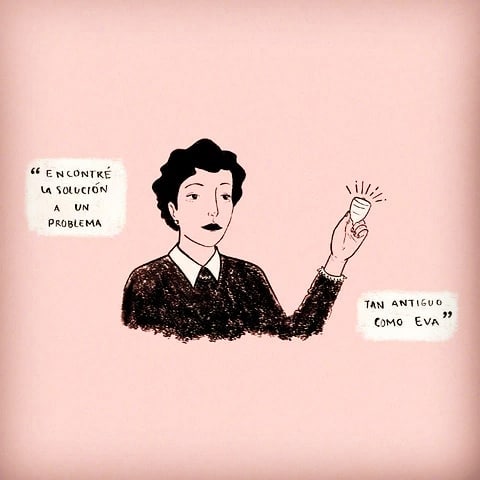 “ENCONTRÉ
LA SOLUCIÓN
A UN
PROBLEMA
TAN ANTIGUO
COMO EVA”